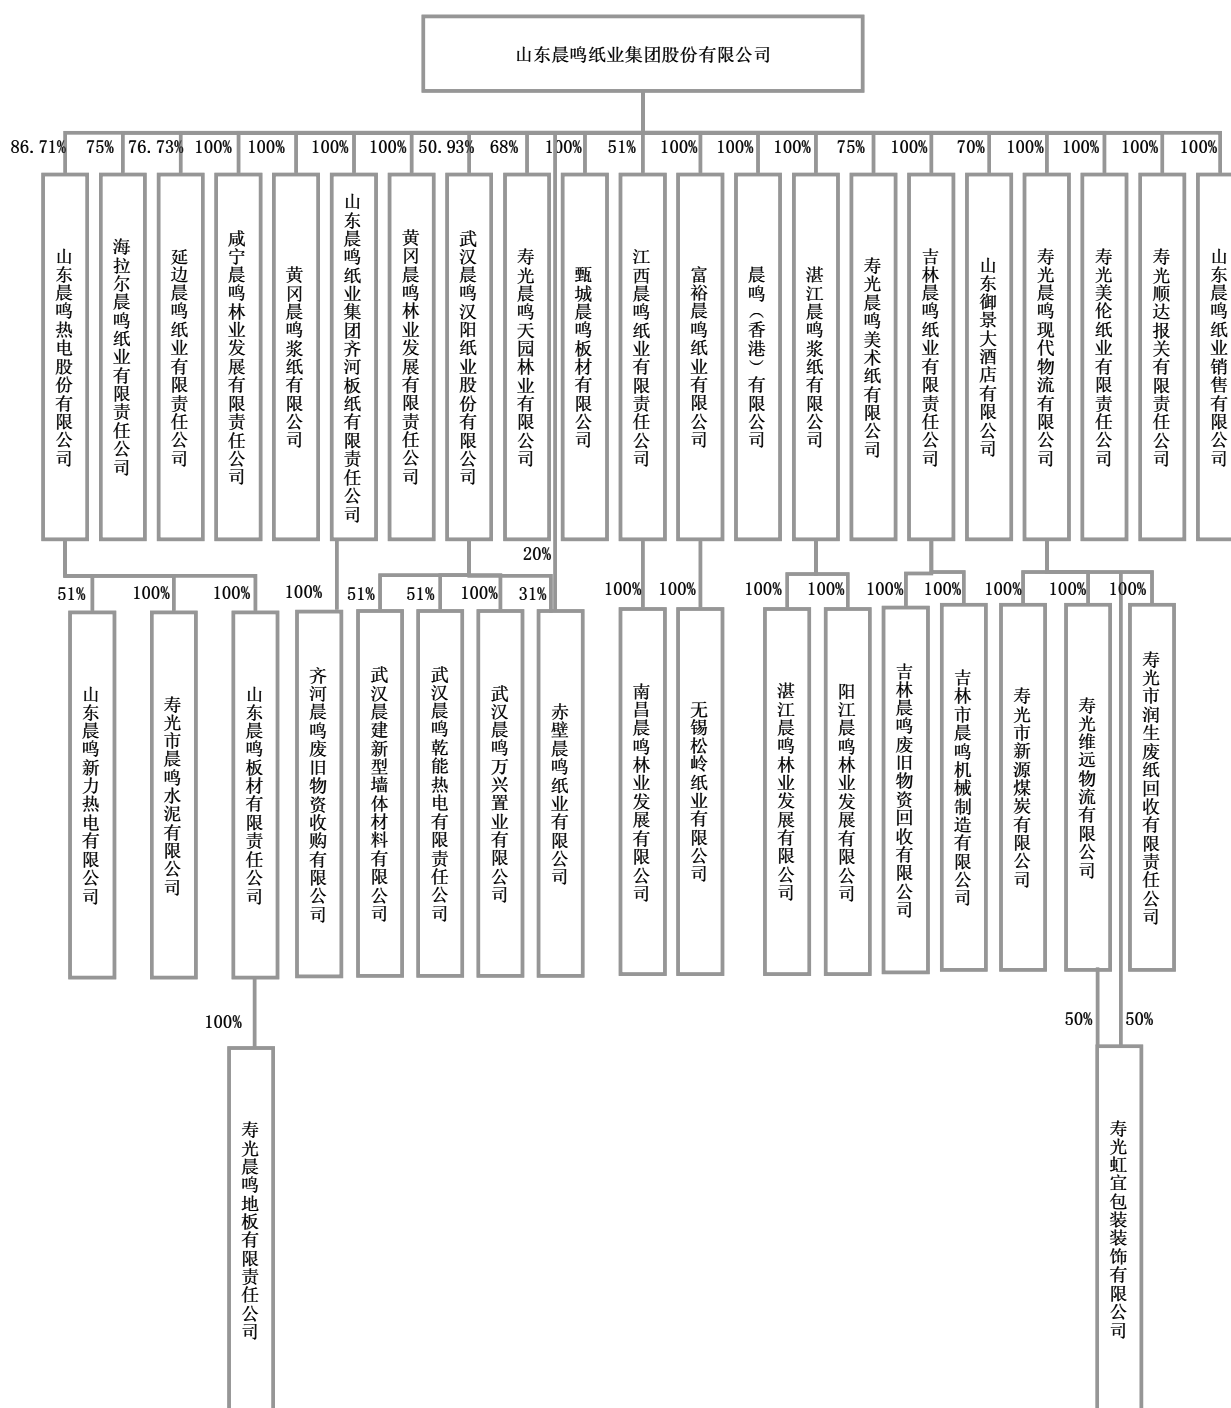 山东晨鸣纸业集团股份有限公司
86.71%
75%
76.73%
100%
100%
100%
100%
50.93%
68%
100%
51%
100%
100%
100%
75%
100%
70%
100%
100%
100%
100%
山东晨鸣热电股份有限公司
海拉尔晨鸣纸业有限责任公司
延边晨鸣纸业有限责任公司
咸宁晨鸣林业发展有限责任公司
黄冈晨鸣浆纸有限公司
山东晨鸣纸业集团齐河板纸有限责任公司
黄冈晨鸣林业发展有限责任公司
武汉晨鸣汉阳纸业股份有限公司
寿光晨鸣天园林业有限公司
甄城晨鸣板材有限公司
江西晨鸣纸业有限责任公司
富裕晨鸣纸业有限公司
晨鸣（香港）有限公司
湛江晨鸣浆纸有限公司
寿光晨鸣美术纸有限公司
吉林晨鸣纸业有限责任公司
山东御景大酒店有限公司
寿光晨鸣现代物流有限公司
寿光美伦纸业有限责任公司
寿光顺达报关有限责任公司
山东晨鸣纸业销售有限公司
20%
51%
100%
100%
100%
51%
51%
100%
31%
100%
100%
100%
100%
100%
100%
100%
100%
100%
山东晨鸣新力热电有限公司
寿光市晨鸣水泥有限公司
山东晨鸣板材有限责任公司
齐河晨鸣废旧物资收购有限公司
武汉晨建新型墙体材料有限公司
武汉晨鸣乾能热电有限责任公司
武汉晨鸣万兴置业有限公司
赤壁晨鸣纸业有限公司
南昌晨鸣林业发展有限公司
无锡松岭纸业有限公司
湛江晨鸣林业发展有限公司
阳江晨鸣林业发展有限公司
吉林晨鸣废旧物资回收有限公司
吉林市晨鸣机械制造有限公司
寿光市新源煤炭有限公司
寿光维远物流有限公司
寿光市润生废纸回收有限责任公司
100%
50%
50%
寿光晨鸣地板有限责任公司
寿光虹宜包装装饰有限公司